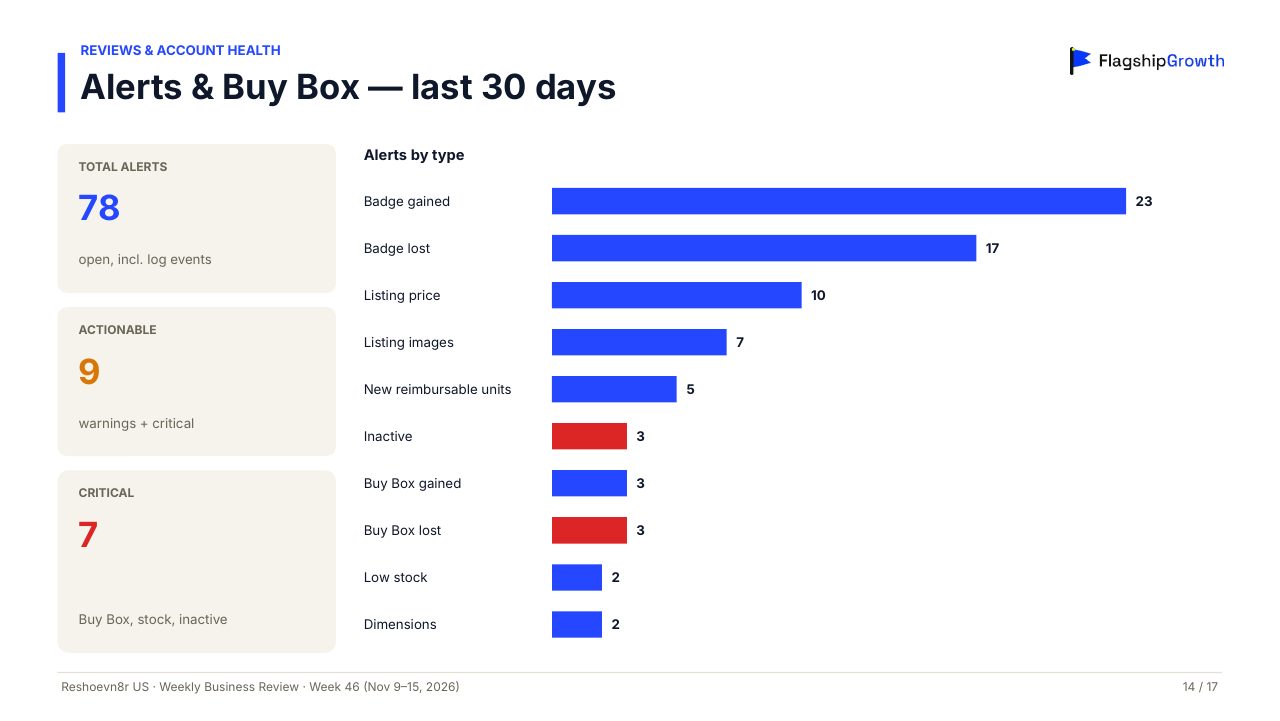 REVIEWS & ACCOUNT HEALTH
Alerts & Buy Box — last 30 days
FlagshipGrowth
TOTAL ALERTS
78
open, incl. log events
ACTIONABLE
9
warnings + critical
CRITICAL
7
Buy Box, stock, inactive
Alerts by type
Badge gained 23
Badge lost 17
Listing price 10
Listing images 7
New reimbursable units 5
Inactive 3
Buy Box gained 3
Buy Box lost 3
Low stock 2
Dimensions 2
Reshoevn8r US · Weekly Business Review · Week 46 (Nov 9–15, 2026)
14 / 17